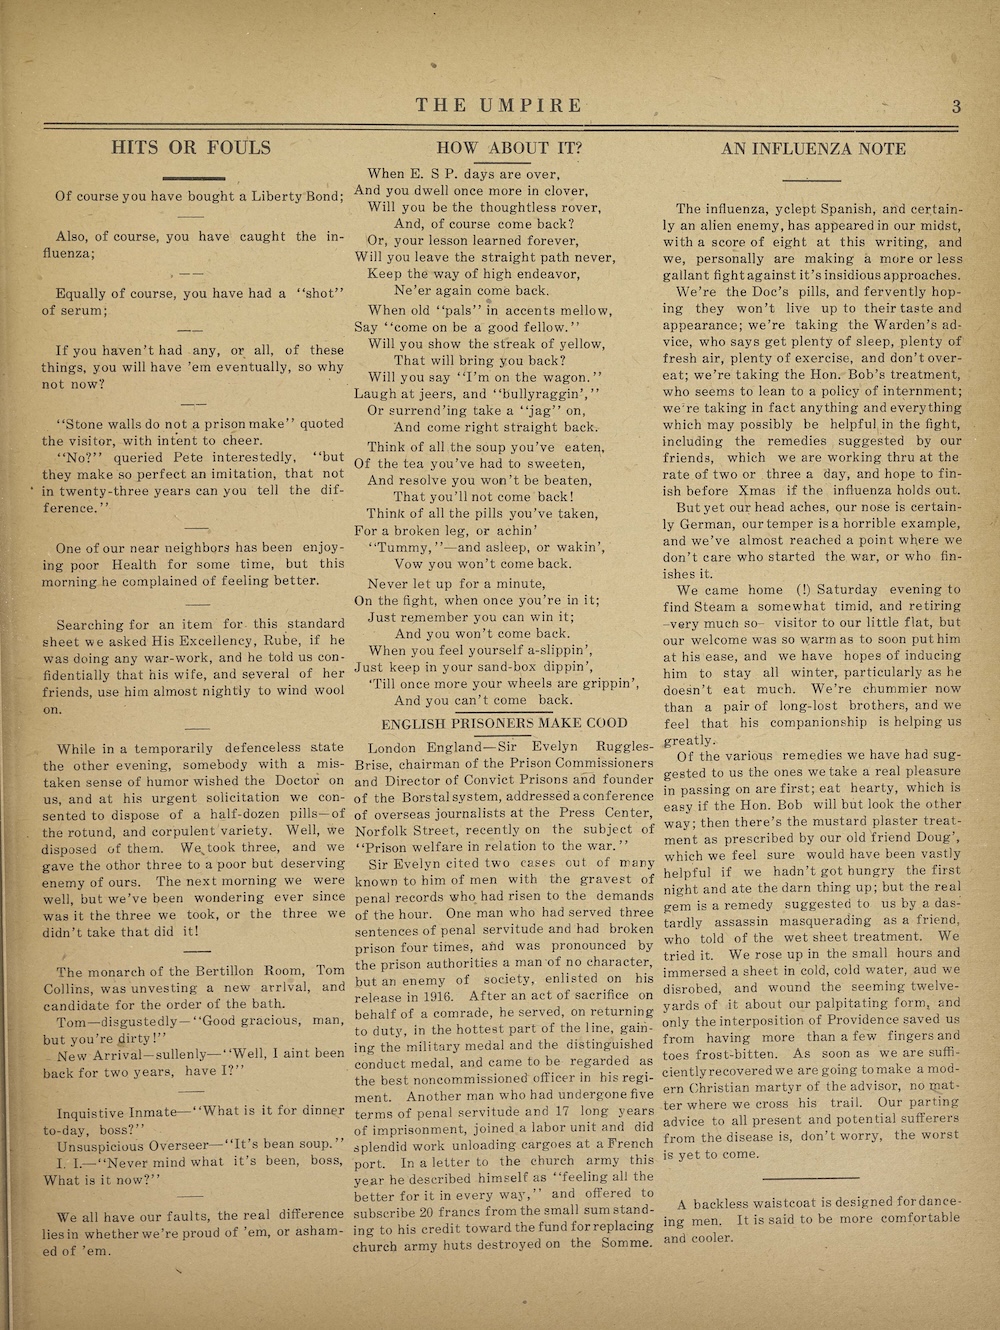 THE UMPIRE
3
HITS OR FOULS
Of course you have bought a Liberty Bond;
Also, of course, you have caught the in-
fluenza;
Equally of course, you have had a "shot"
of serum;
If you haven't had any, or all, of these
things, you will have 'em eventually, so why
not now?
"Stone walls do not a prison make" quoted
the visitor, with intent to cheer.
"No?" queried Pete interestedly, "but
they make so perfect an imitation, that not
in twenty-three years can you tell the dif-
ference."
One of our near neighbors has been enjoy-
ing poor Health for some time, but this
morning he complained of feeling better.
Searching for an item for this standard
sheet we asked His Excellency, Rube, if he
was doing any war-work, and he told us con-
fidentially that his wife, and several of her
friends, use him almost nightly to wind wool
on.
While in a temporarily defenceless state
the other evening, somebody with a mis-
taken sense of humor wished the Doctor on
us, and at his urgent solicitation we con-
sented to dispose of a half-dozen pills—of
the rotund, and corpulent variety. Well, we
disposed of them. We took three, and we
gave the othor three to a poor but deserving
enemy of ours. The next morning we were
well, but we've been wondering ever since
was it the three we took, or the three we
didn't take that did it!
The monarch of the Bertillon Room, Tom
Collins, was unvesting a new arrival, and
candidate for the order of the bath.
Tom—disgustedly—"Good gracious, man,
but you're dirty!"
New Arrival—sullenly—"Well, I aint been
back for two years, have I?"
Inquistive Inmate—"What is it for dinner
to-day, boss?"
Unsuspicious Overseer—"It's bean soup."
I. I.—"Never mind what it's been, boss,
What is it now?"
We all have our faults, the real difference
lies in whether we're proud of 'em, or asham-
ed of 'em.
HOW ABOUT IT?
When E. S P. days are over,
And you dwell once more in clover,
Will you be the thoughtless rover,
And, of course come back?
Or, your lesson learned forever,
Will you leave the straight path never,
Keep the way of high endeavor,
Ne'er again come back.
When old "pals" in accents mellow,
Say "come on be a good fellow."
Will you show the streak of yellow,
That will bring you back?
Will you say "I'm on the wagon."
Laugh at jeers, and "bullyraggin',"
Or surrend'ing take a "jag" on,
And come right straight back.
Think of all the soup you've eaten,
Of the tea you've had to sweeten,
And resolve you won't be beaten,
That you'll not come back!
Think of all the pills you've taken,
For a broken leg, or achin'
"Tummy,"—and asleep, or wakin',
Vow you won't come back.
Never let up for a minute,
On the fight, when once you're in it;
Just remember you can win it;
And you won't come back.
When you feel yourself a-slippin',
Just keep in your sand-box dippin',
'Till once more your wheels are grippin',
And you can't come back.
ENGLISH PRISONERS MAKE COOD
London England—Sir Evelyn Ruggles-
Brise, chairman of the Prison Commissioners
and Director of Convict Prisons and founder
of the Borstal system, addressed a conference
of overseas journalists at the Press Center,
Norfolk Street, recently on the subject of
"Prison welfare in relation to the war."
Sir Evelyn cited two cases out of many
known to him of men with the gravest of
penal records who had risen to the demands
of the hour. One man who had served three
sentences of penal servitude and had broken
prison four times, and was pronounced by
the prison authorities a man of no character,
but an enemy of society, enlisted on his
release in 1916. After an act of sacrifice on
behalf of a comrade, he served, on returning
to duty, in the hottest part of the line, gain-
ing the military medal and the distinguished
conduct medal, and came to be regarded as
the best noncommissioned officer in his regi-
ment. Another man who had undergone five
terms of penal servitude and 17 long years
of imprisonment, joined a labor unit and did
splendid work unloading cargoes at a French
port. In a letter to the church army this
year he described himself as "feeling all the
better for it in every way," and offered to
subscribe 20 francs from the small sum stand-
ing to his credit toward the fund for replacing
church army huts destroyed on the Somme.
AN INFLUENZA NOTE
The influenza, yclept Spanish, and certain-
ly an alien enemy, has appeared in our midst,
with a score of eight at this writing, and
we, personally are making a more or less
gallant fight against it's insidious approaches.
We're the Doc's pills, and fervently hop-
ing they won't live up to their taste and
appearance; we're taking the Warden's ad-
vice, who says get plenty of sleep, plenty of
fresh air, plenty of exercise, and don't over-
eat; we're taking the Hon. Bob's treatment,
who seems to lean to a policy of internment;
we're taking in fact anything and everything
which may possibly be helpful in the fight,
including the remedies suggested by our
friends, which we are working thru at the
rate of two or three a day, and hope to fin-
ish before Xmas if the influenza holds out.
But yet our head aches, our nose is certain-
ly German, our temper is a horrible example,
and we've almost reached a point where we
don't care who started the war, or who fin-
ishes it.
We came home (!) Saturday evening to
find Steam a somewhat timid, and retiring
—very much so— visitor to our little flat, but
our welcome was so warm as to soon put him
at his ease, and we have hopes of inducing
him to stay all winter, particularly as he
doesn't eat much. We're chummier now
than a pair of long-lost brothers, and we
feel that his companionship is helping us
greatly.
Of the various remedies we have had sug-
gested to us the ones we take a real pleasure
in passing on are first; eat hearty, which is
easy if the Hon. Bob will but look the other
way; then there's the mustard plaster treat-
ment as prescribed by our old friend Doug',
which we feel sure would have been vastly
helpful if we hadn't got hungry the first
night and ate the darn thing up; but the real
gem is a remedy suggested to us by a das-
tardly assassin masquerading as a friend,
who told of the wet sheet treatment. We
tried it. We rose up in the small hours and
immersed a sheet in cold, cold water, aud we
disrobed, and wound the seeming twelve-
yards of it about our palpitating form, and
only the interposition of Providence saved us
from having more than a few fingers and
toes frost-bitten. As soon as we are suffi-
ciently recovered we are going to make a mod-
ern Christian martyr of the advisor, no mat-
ter where we cross his trail. Our parting
advice to all present and potential sufferers
from the disease is, don't worry, the worst
is yet to come.
A backless waistcoat is designed for dance-
ing men. It is said to be more comfortable
and cooler.